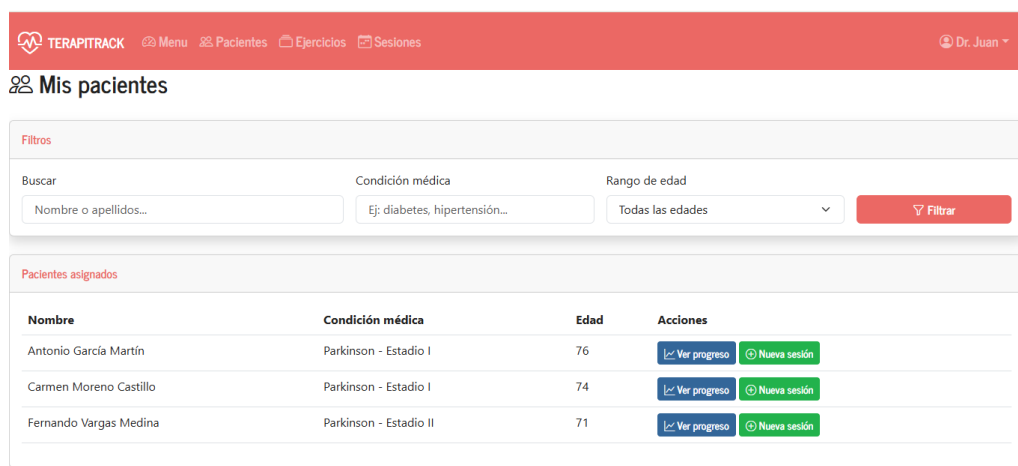 TERAPITRACK Menu Pacientes Ejercicios Sesiones Dr. Juan
Mis pacientes
Filtros
Buscar Condición médica Rango de edad
Nombre o apellidos... Ej: diabetes, hipertensión... Todas las edades Filtrar
Pacientes asignados
Nombre Condición médica Edad Acciones
Antonio García Martín Parkinson - Estadio I 76 Ver progreso Nueva sesión
Carmen Moreno Castillo Parkinson - Estadio I 74 Ver progreso Nueva sesión
Fernando Vargas Medina Parkinson - Estadio II 71 Ver progreso Nueva sesión